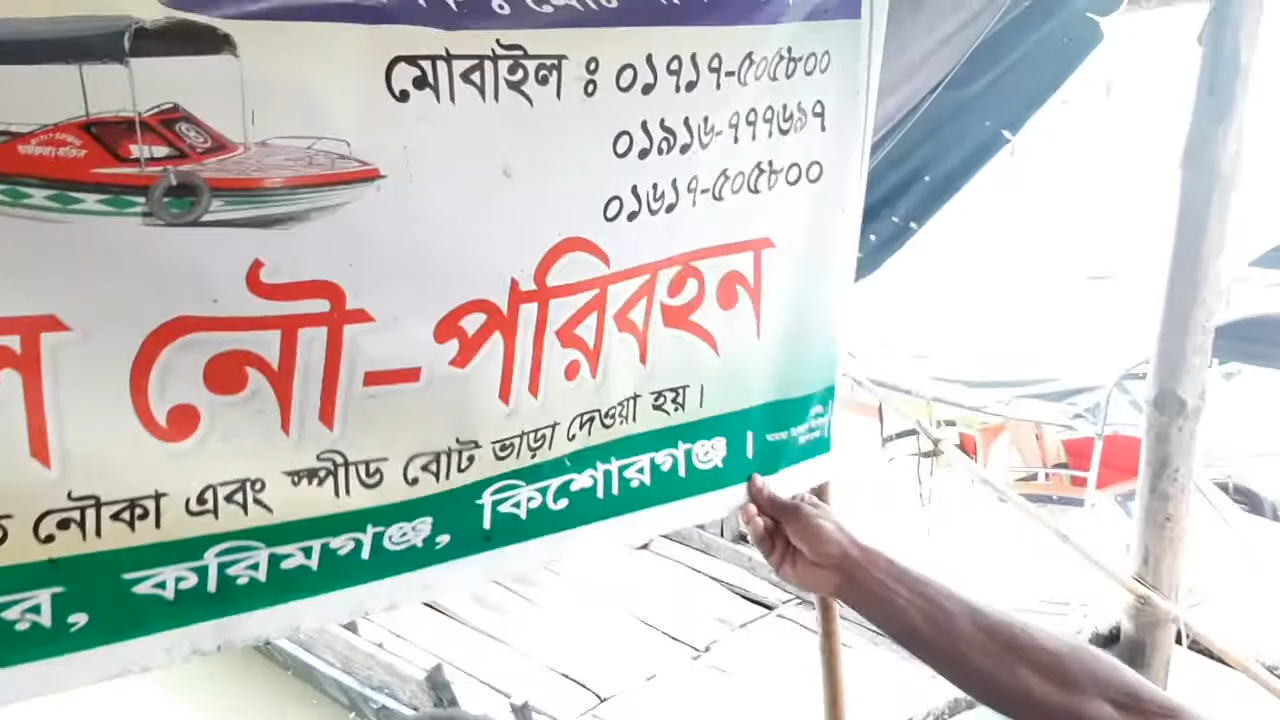 মোবাইল : ০১৭১৭-৫০৫৮০০
০১৯১৬-৭৭৭৬৯৭
০১৬১৭-৫০৫৮০০
নৌ-পরিবহন
নৌকা এবং স্পীড বোট ভাড়া দেওয়া হয়।
করিমগঞ্জ, কিশোরগঞ্জ।